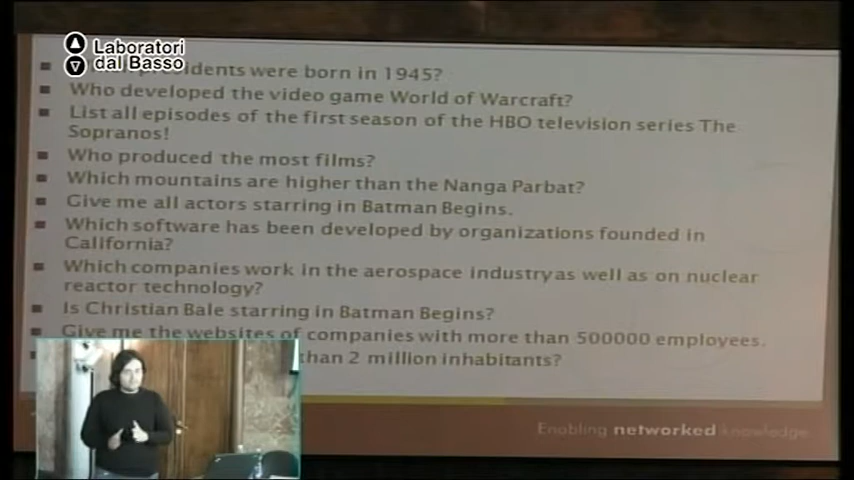 Laboratori
dal Basso
presidents were born in 1945?
Who developed the video game World of Warcraft?
List all episodes of the first season of the HBO television series The
Sopranos!
Who produced the most films?
Which mountains are higher than the Nanga Parbat?
Give me all actors starring in Batman Begins.
Which software has been developed by organizations founded in
California?
Which companies work in the aerospace industry as well as on nuclear
reactor technology?
Is Christian Bale starring in Batman Begins?
Give me the websites of companies with more than 500000 employees.
than 2 million inhabitants?
Enabling networked knowledge